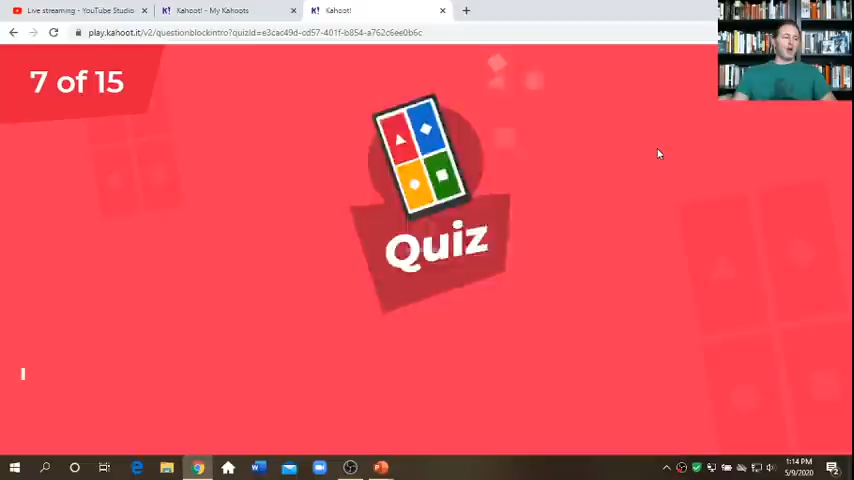 Live streaming - YouTube Studio
K! Kahoot! - My Kahoots
K! Kahoot!
play.kahoot.it/v2/questionblockintro?quizId=e3cac49d-cd57-401f-b854-a762c6ee0b6c
7 of 15
Quiz
1:14 PM
5/9/2020